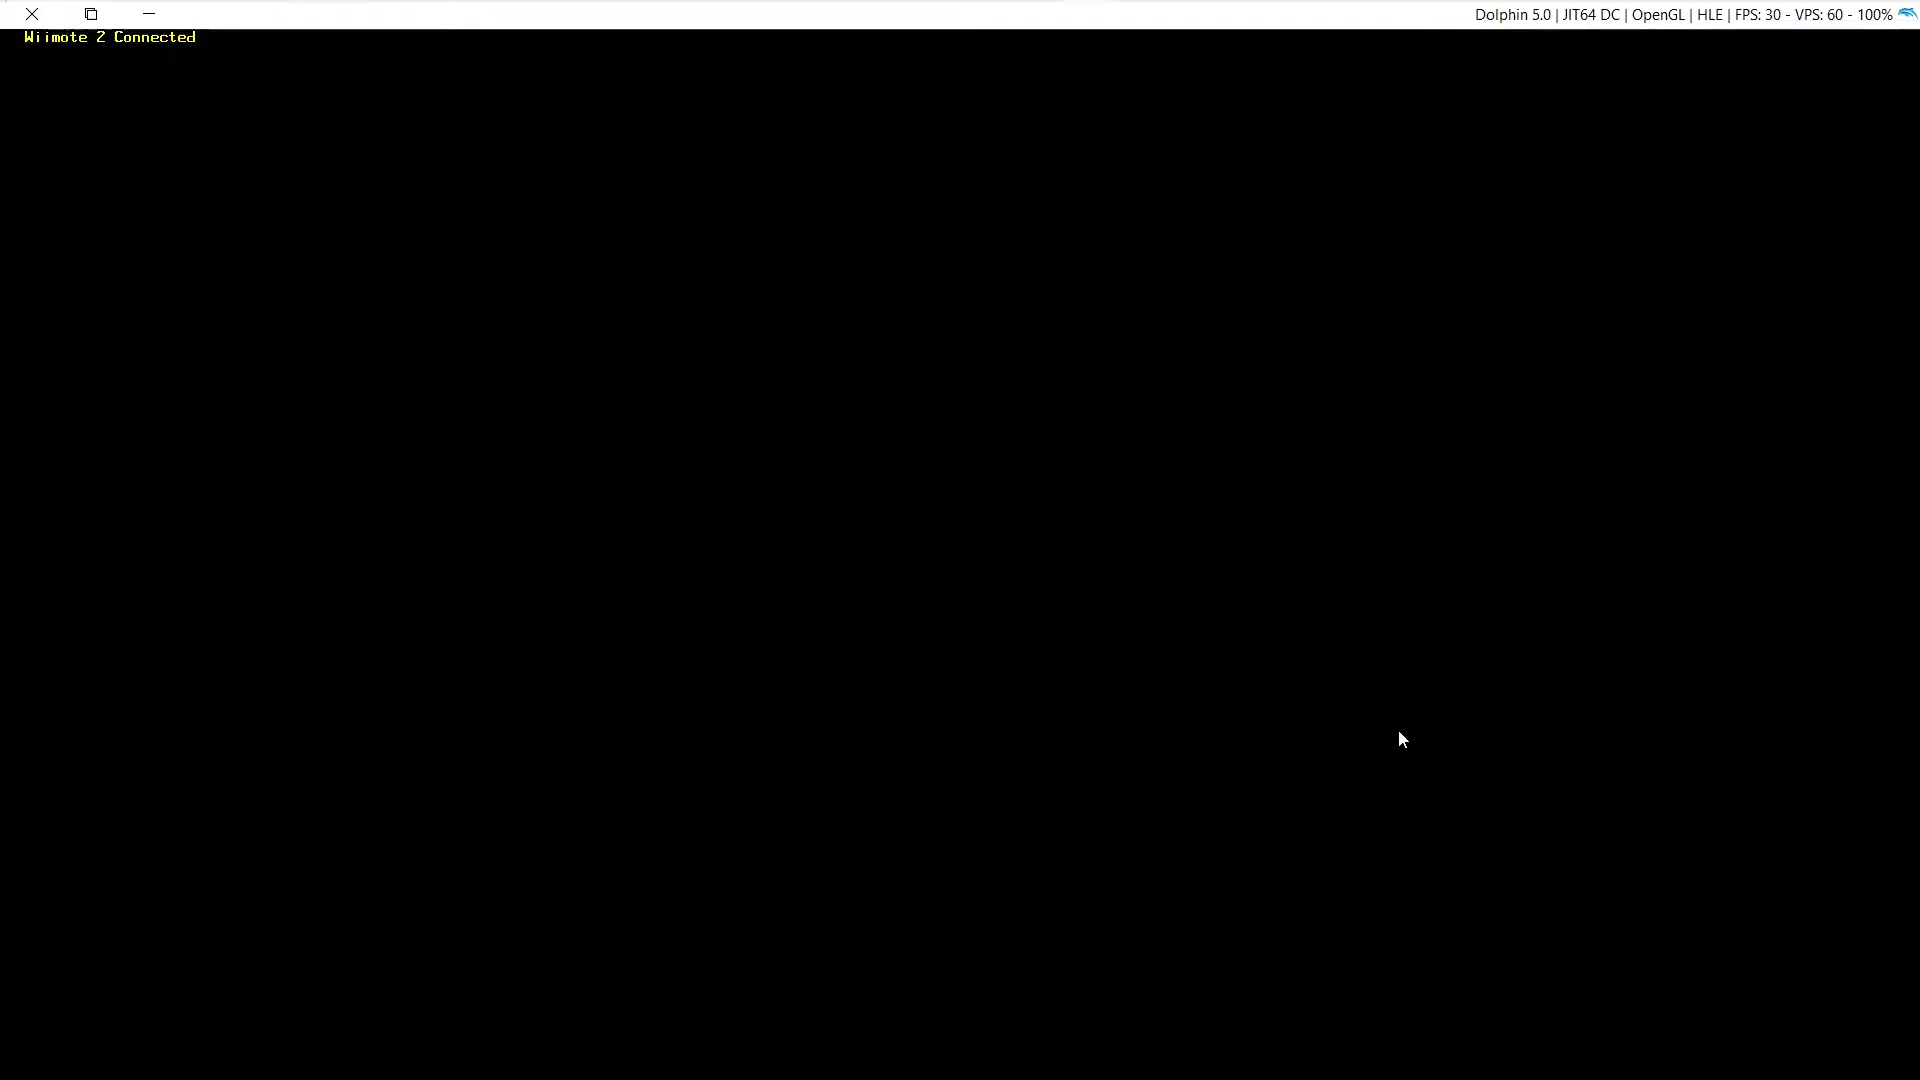 Dolphin 5.0 | JIT64 DC | OpenGL | HLE | FPS: 30 - VPS: 60 - 100%
Wiimote 2 Connected